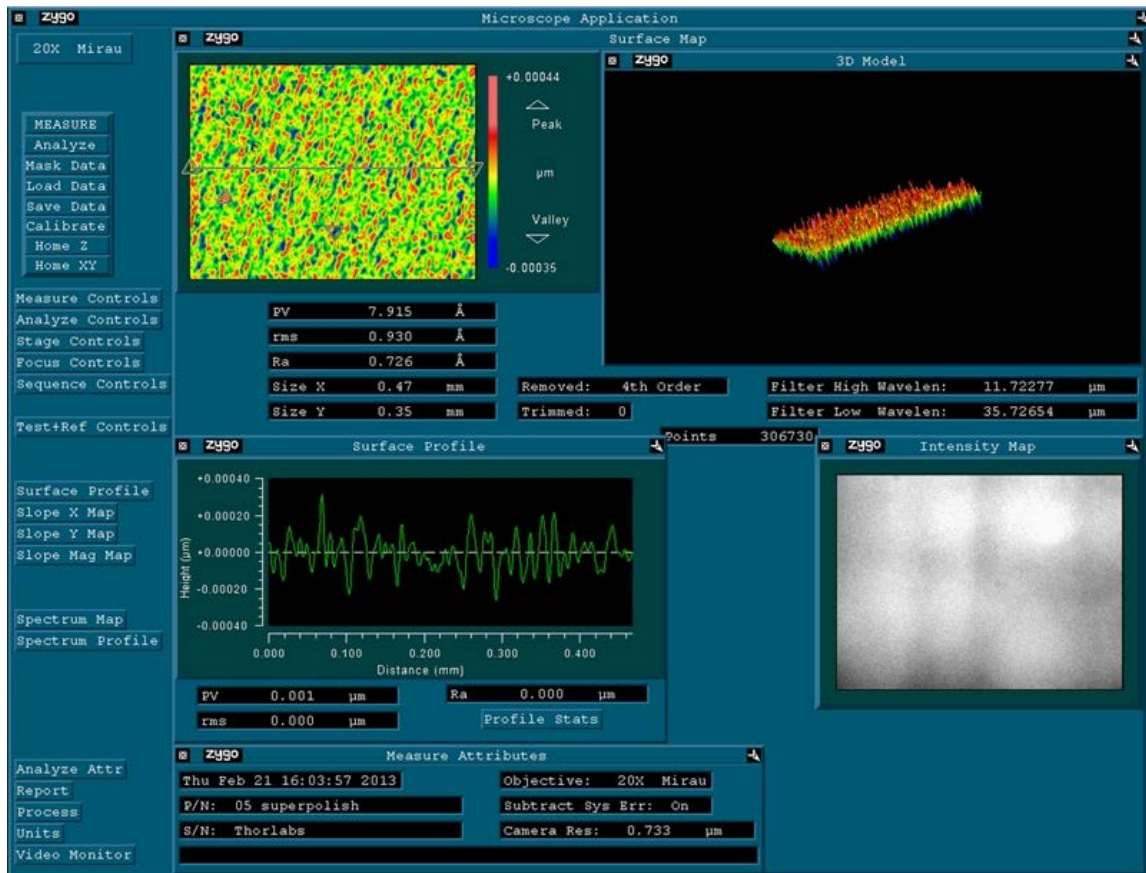 zygo Microscope Application
20X Mirau
MEASURE
Analyze
Mask Data
Load Data
Save Data
Calibrate
Home Z
Home XY
Measure Controls
Analyze Controls
Stage Controls
Focus Controls
Sequence Controls
Test+Ref Controls
Surface Profile
Slope X Map
Slope Y Map
Slope Mag Map
Spectrum Map
Spectrum Profile
Analyze Attr
Report
Process
Units
Video Monitor
zygo Surface Map
+0.00044
Peak
µm
Valley
-0.00035
zygo 3D Model
PV 7.915 Å
rms 0.930 Å
Ra 0.726 Å
Size X 0.47 mm
Size Y 0.35 mm
Removed: 4th Order
Trimmed: 0
Filter High Wavelen: 11.72277 µm
Filter Low Wavelen: 35.72654 µm
Points 306730
zygo Surface Profile
+0.00040
+0.00020
+0.00000
-0.00020
-0.00040
Height (µm)
0.000 0.100 0.200 0.300 0.400
Distance (mm)
PV 0.001 µm
rms 0.000 µm
Ra 0.000 µm
Profile Stats
zygo Intensity Map
zygo Measure Attributes
Thu Feb 21 16:03:57 2013
P/N: 05 superpolish
S/N: Thorlabs
Objective: 20X Mirau
Subtract Sys Err: On
Camera Res: 0.733 µm